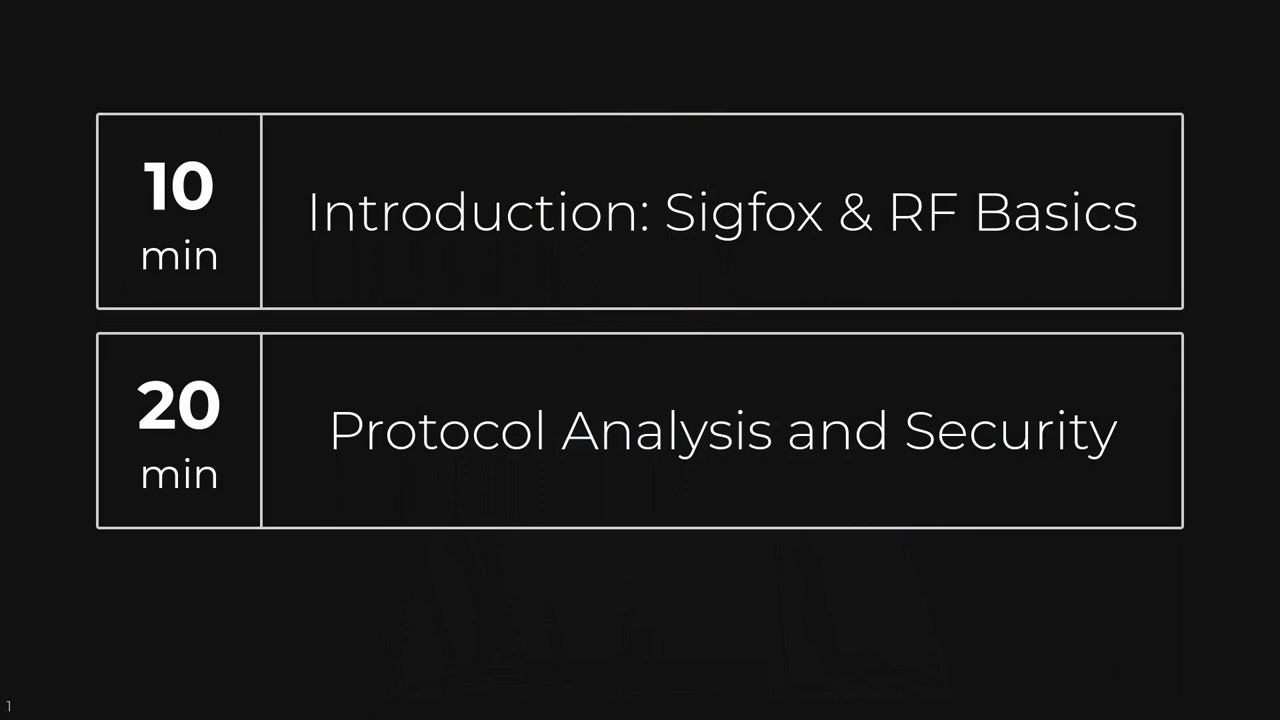 10
min
Introduction: Sigfox & RF Basics
20
min
Protocol Analysis and Security
1